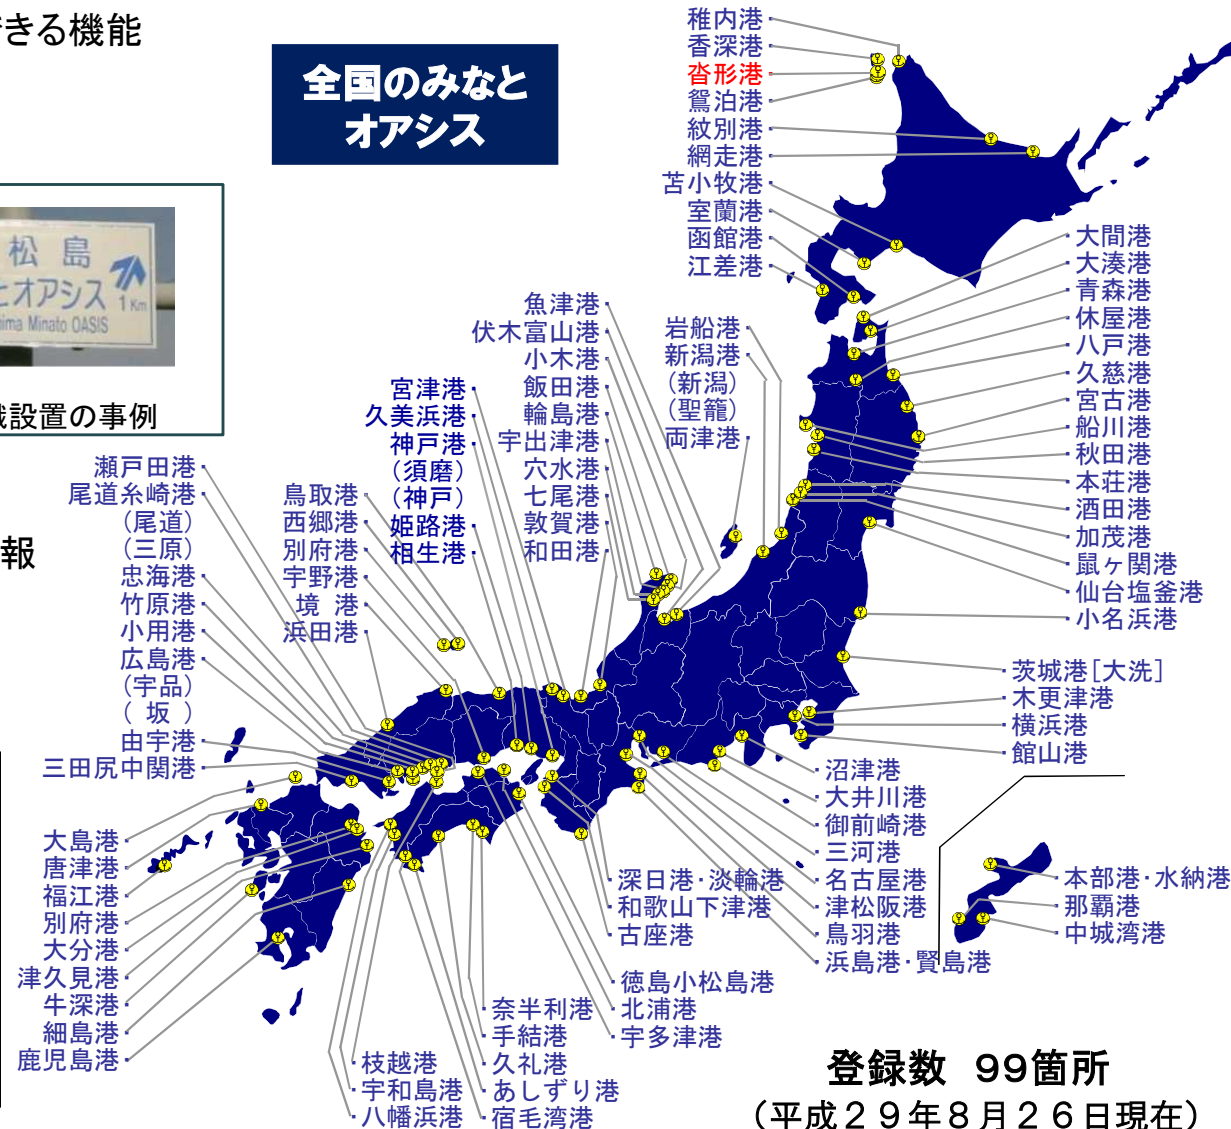 きる機能
全国のみなと
オアシス
松島
とオアシス
1Km
hima Minato OASIS
設置の事例
報
稚内港
香深港
沓形港
鴛泊港
紋別港
網走港
苫小牧港
室蘭港
函館港
江差港
大間港
大湊港
青森港
休屋港
八戸港
久慈港
宮古港
船川港
秋田港
本荘港
酒田港
加茂港
鼠ヶ関港
仙台塩釜港
小名浜港
茨城港[大洗]
木更津港
横浜港
館山港
岩船港
新潟港
(新潟)
(聖籠)
両津港
魚津港
伏木富山港
小木港
飯田港
輪島港
宇出津港
穴水港
七尾港
敦賀港
和田港
宮津港
久美浜港
神戸港
(須磨)
(神戸)
姫路港
相生港
鳥取港
西郷港
別府港
宇野港
境 港
浜田港
瀬戸田港
尾道糸崎港
(尾道)
(三原)
忠海港
竹原港
小用港
広島港
(宇品)
( 坂 )
由宇港
三田尻中関港
大島港
唐津港
福江港
別府港
大分港
津久見港
牛深港
細島港
鹿児島港
枝越港
宇和島港
八幡浜港
奈半利港
手結港
久礼港
あしずり港
宿毛湾港
徳島小松島港
北浦港
宇多津港
深日港・淡輪港
和歌山下津港
古座港
沼津港
大井川港
御前崎港
三河港
名古屋港
津松阪港
鳥羽港
浜島港・賢島港
本部港・水納港
那覇港
中城湾港
登録数 99箇所
(平成29年8月26日現在)